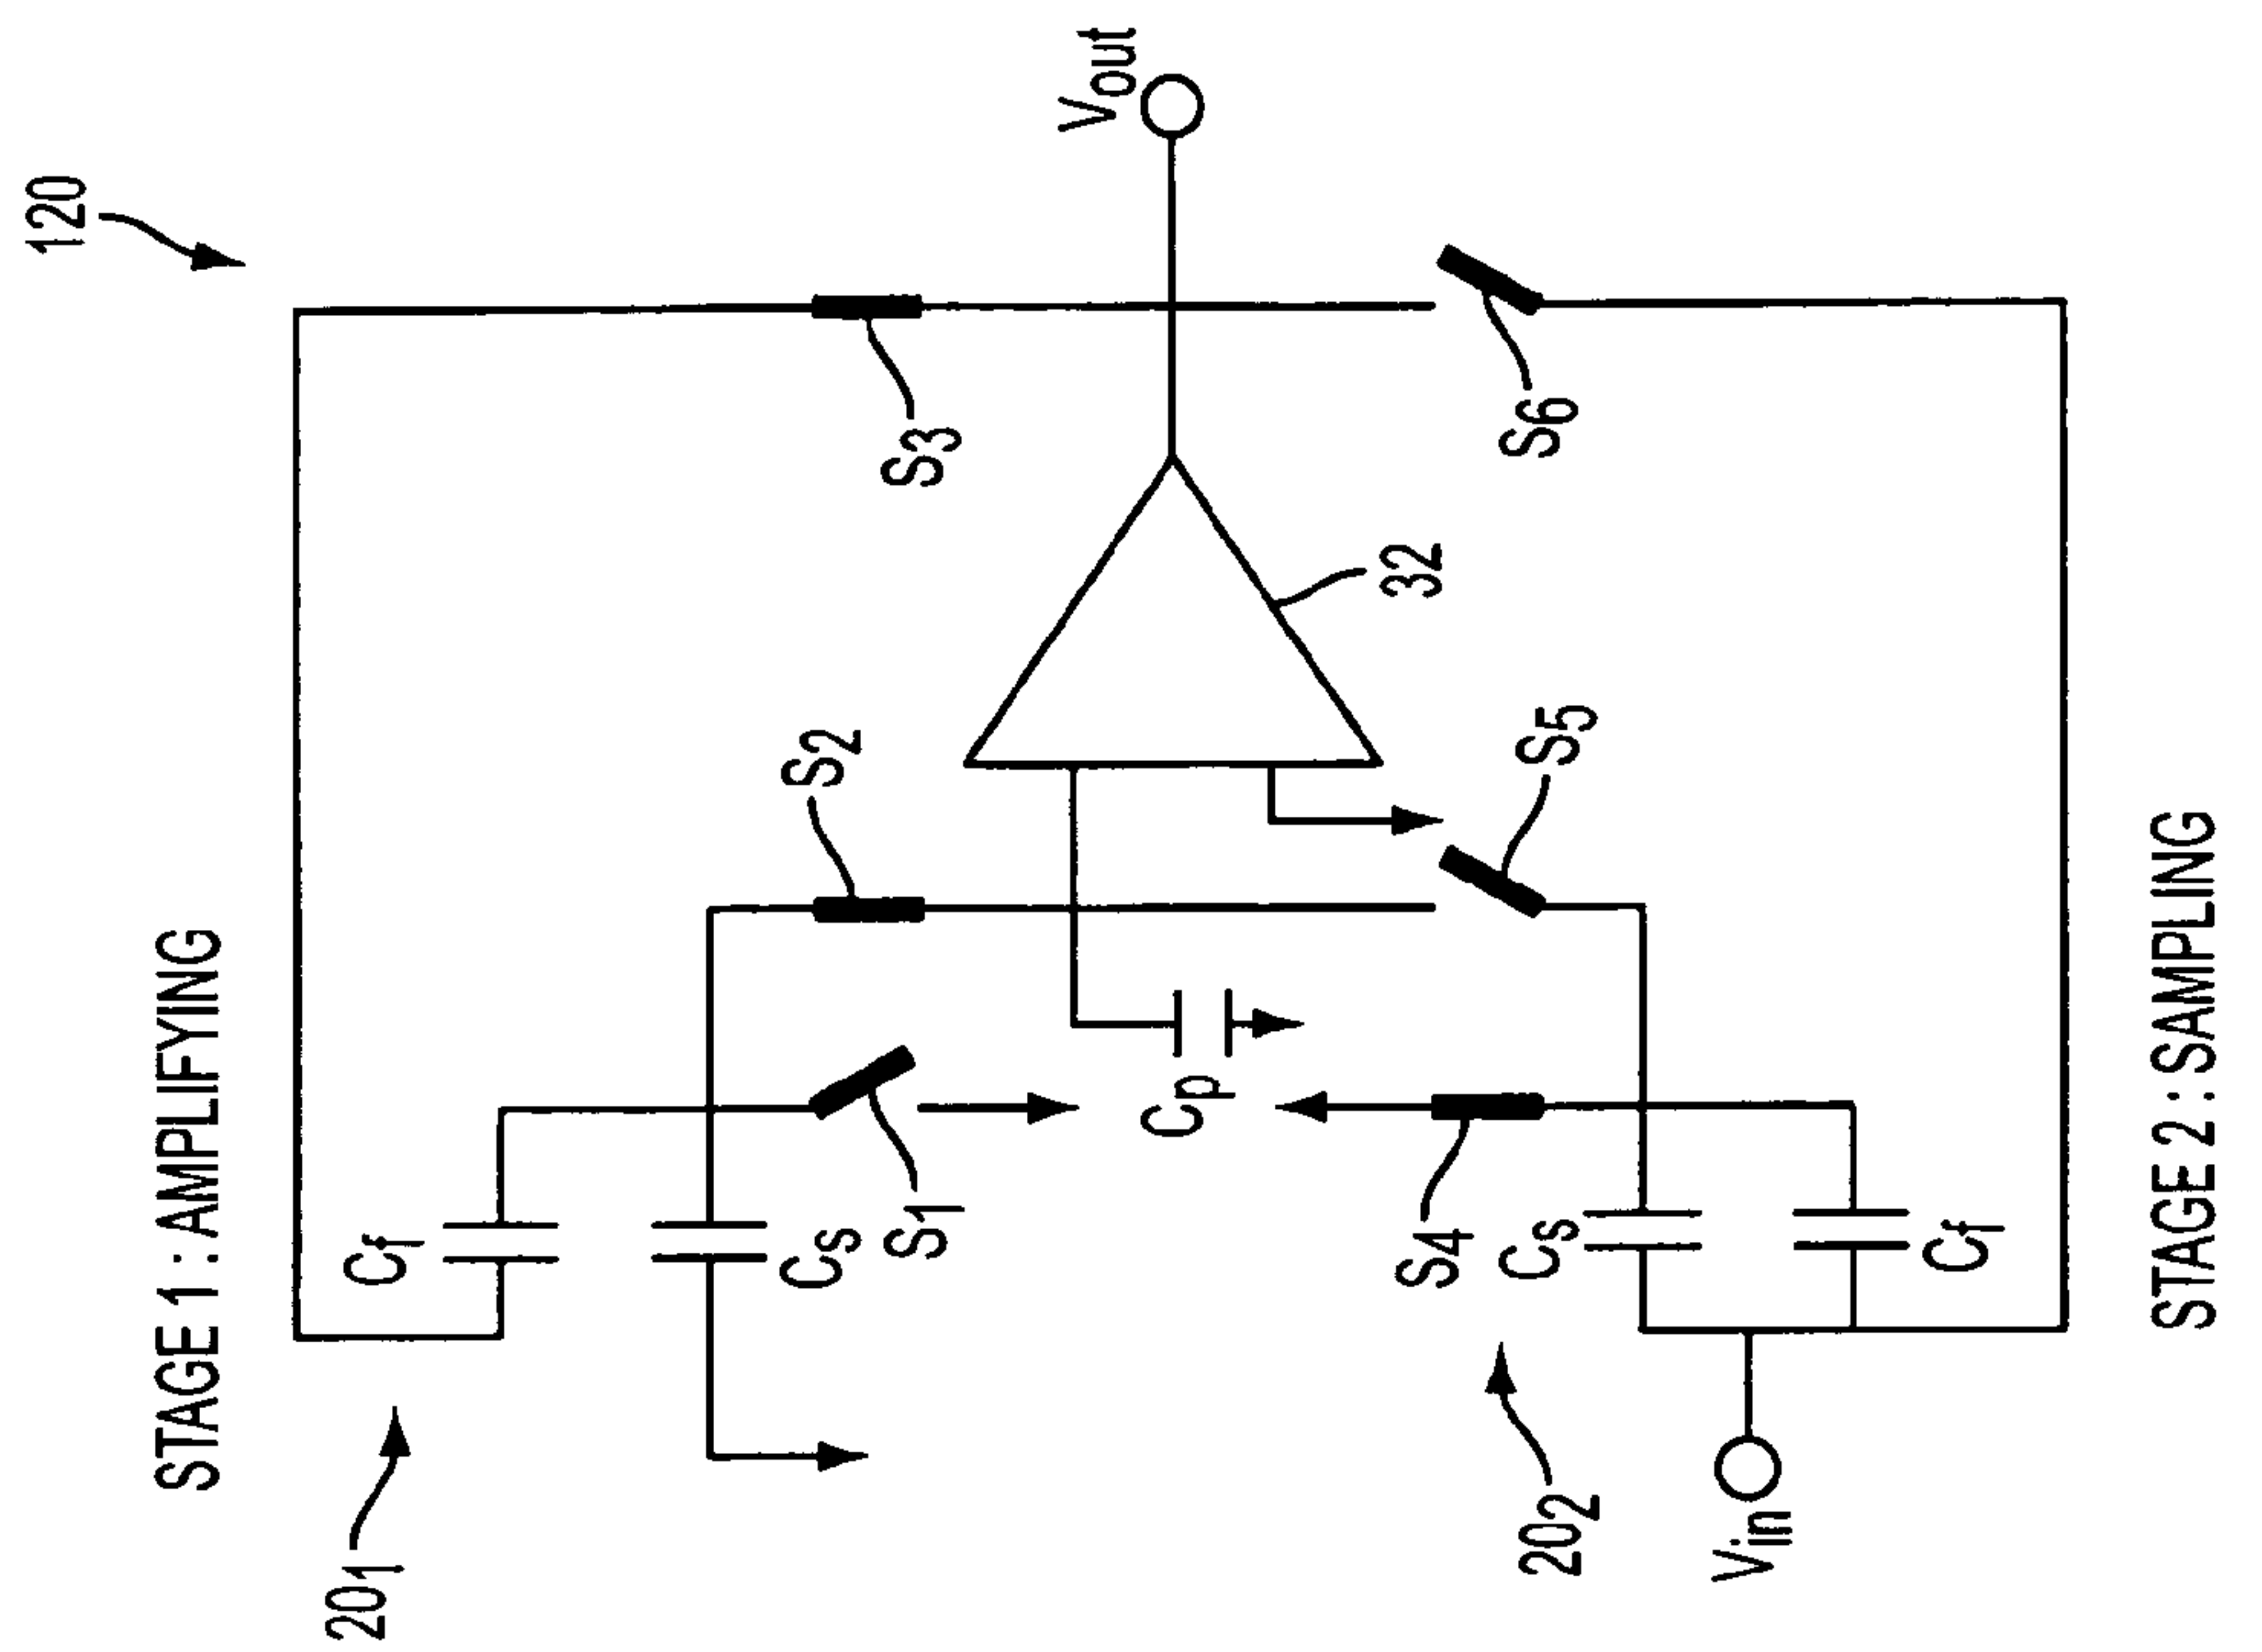 120
STAGE 1 : AMPLIFYING
Vout
S3
Cf
S2
201
Cs
S1
32
Cp
S6
S5
S4
Cs
202
Cf
Vin
STAGE 2 : SAMPLING